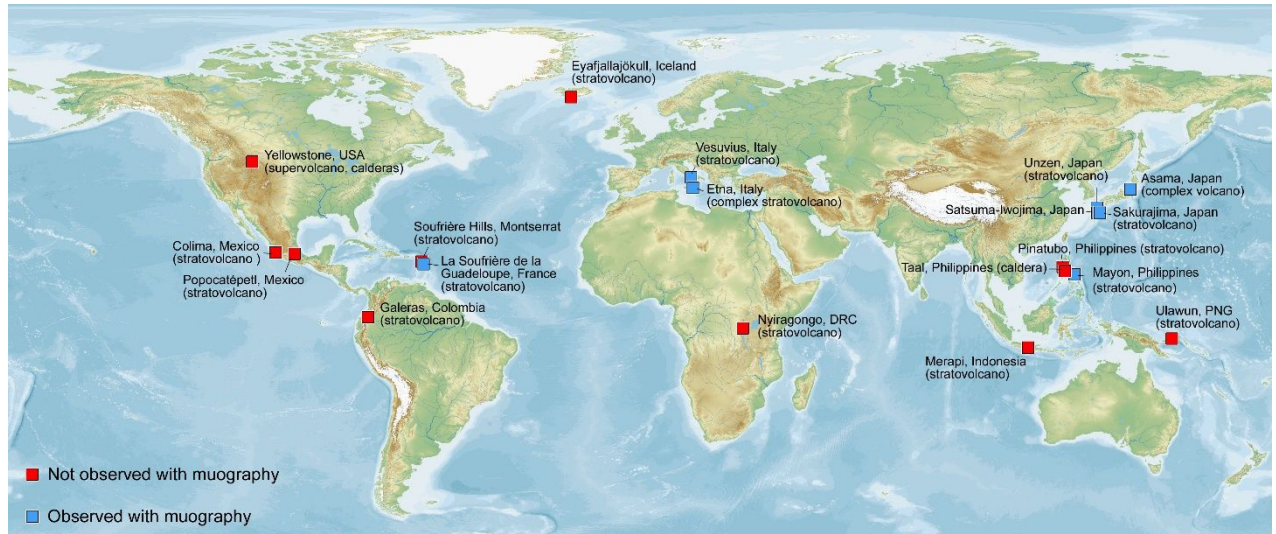 Eyafjallajökull, Iceland
(stratovolcano)
Yellowstone, USA
(supervolcano, calderas)
Vesuvius, Italy
(stratovolcano)
Etna, Italy
(complex stratovolcano)
Unzen, Japan
(stratovolcano)
Asama, Japan
(complex volcano)
Satsuma-Iwojima, Japan
Sakurajima, Japan
(stratovolcano)
Soufrière Hills, Montserrat
(stratovolcano)
La Soufrière de la
Guadeloupe, France
(stratovolcano)
Colima, Mexico
(stratovolcano )
Popocatépetl, Mexico
(stratovolcano)
Pinatubo, Philippines (stratovolcano)
Taal, Philippines (caldera)
Mayon, Philippines
(stratovolcano)
Galeras, Colombia
(stratovolcano)
Nyiragongo, DRC
(stratovolcano)
Ulawun, PNG
(stratovolcano)
Merapi, Indonesia
(stratovolcano)
Not observed with muography
Observed with muography